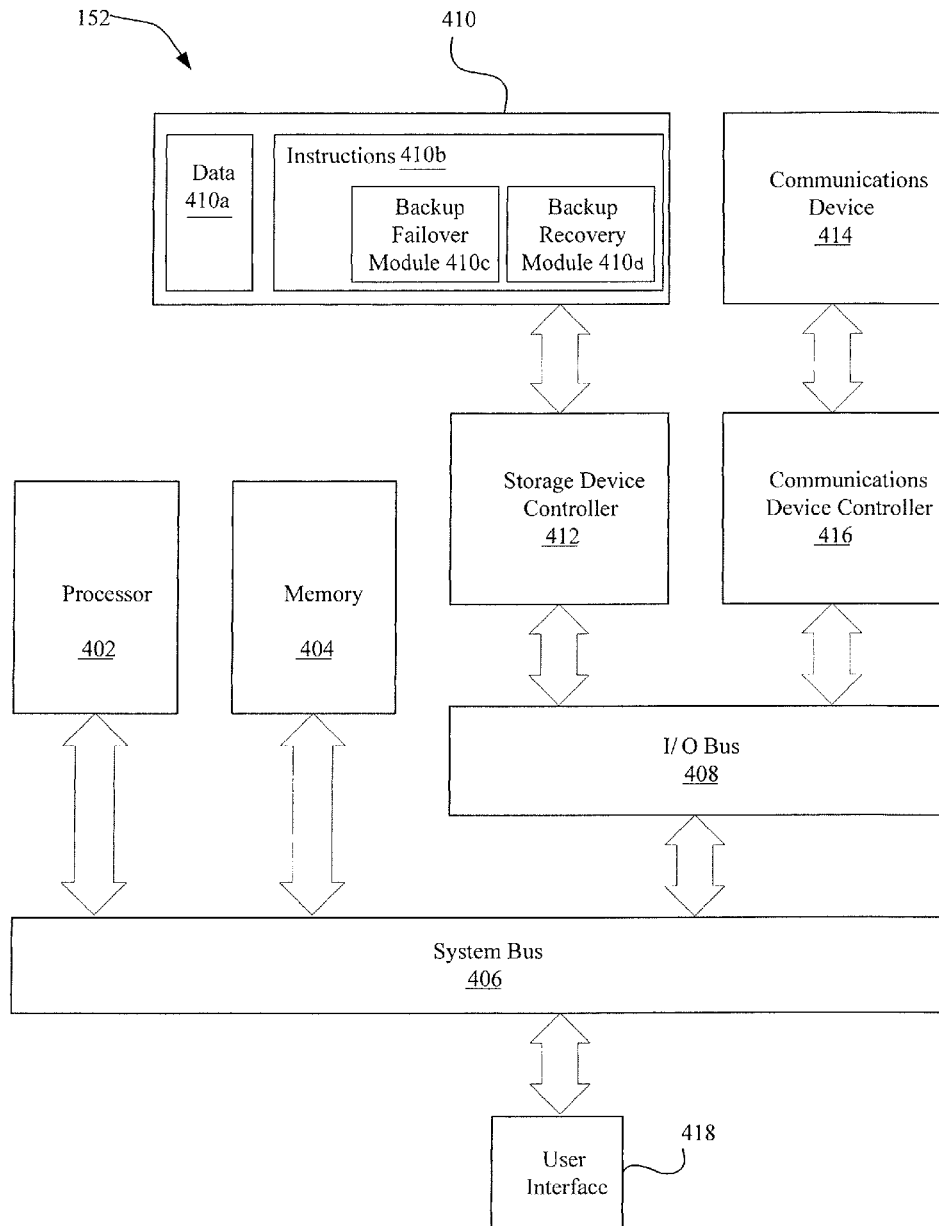 152
410
Data
410a
Instructions 410b
Backup
Failover
Module 410c
Backup
Recovery
Module 410d
Communications
Device
414
Storage Device
Controller
412
Communications
Device Controller
416
Processor
402
Memory
404
I/O Bus
408
System Bus
406
User
Interface
418